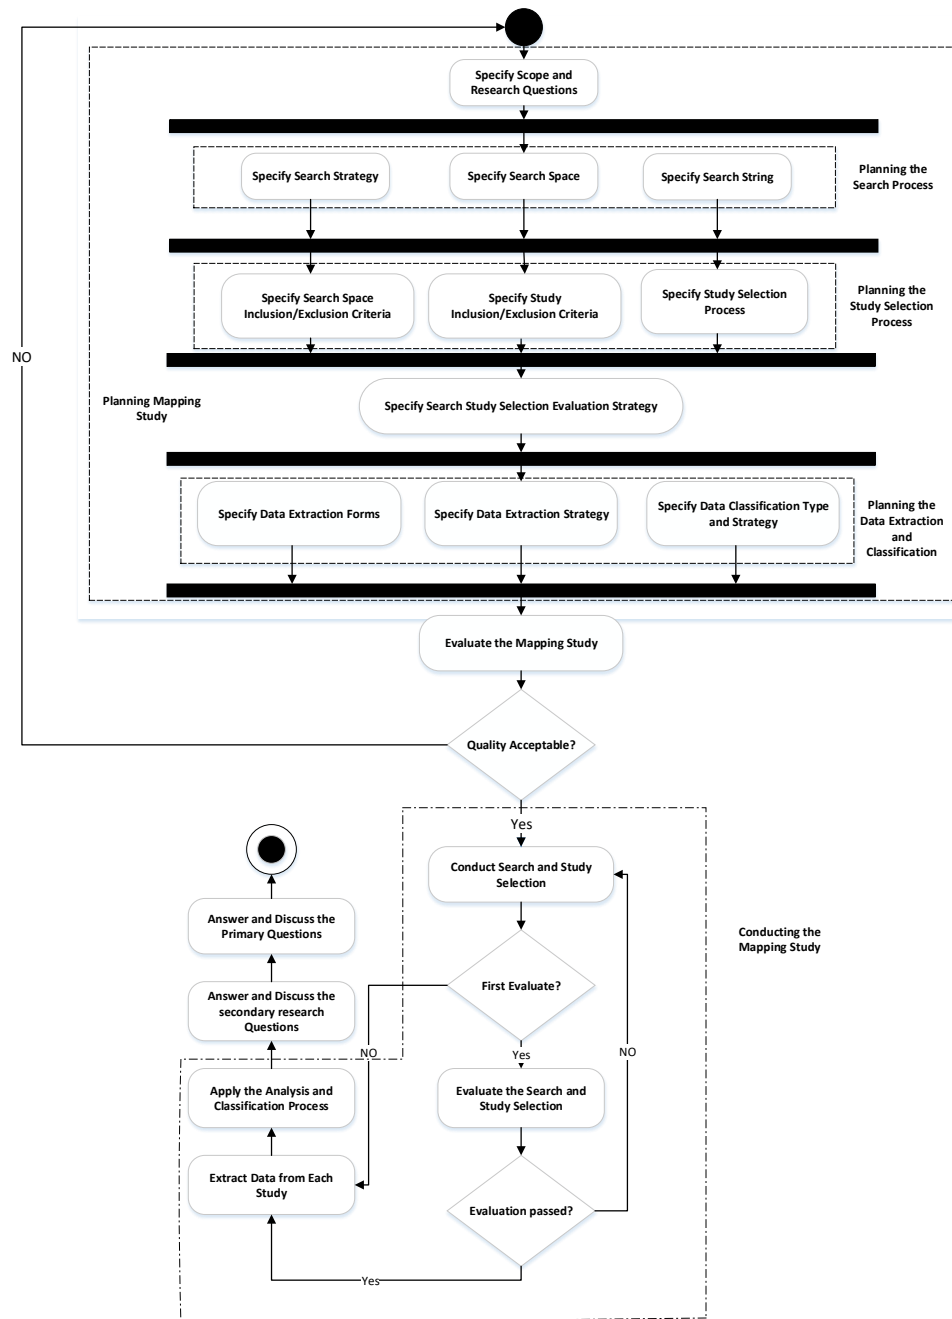 Specify Scope and
Research Questions
Specify Search Strategy
Specify Search Space
Specify Search String
Planning the
Search Process
Specify Search Space
Inclusion/Exclusion Criteria
Specify Study
Inclusion/Exclusion Criteria
Specify Study Selection
Process
Planning the
Study Selection
Process
NO
Planning Mapping
Study
Specify Search Study Selection Evaluation Strategy
Specify Data Extraction Forms
Specify Data Extraction Strategy
Specify Data Classification Type
and Strategy
Planning the
Data Extraction
and
Classification
Evaluate the Mapping Study
Quality Acceptable?
Yes
Conduct Search and Study
Selection
Answer and Discuss the
Primary Questions
Conducting the
Mapping Study
First Evaluate?
Answer and Discuss the
secondary research
Questions
NO
Yes
NO
Apply the Analysis and
Classification Process
Evaluate the Search and
Study Selection
Extract Data from Each
Study
Evaluation passed?
Yes